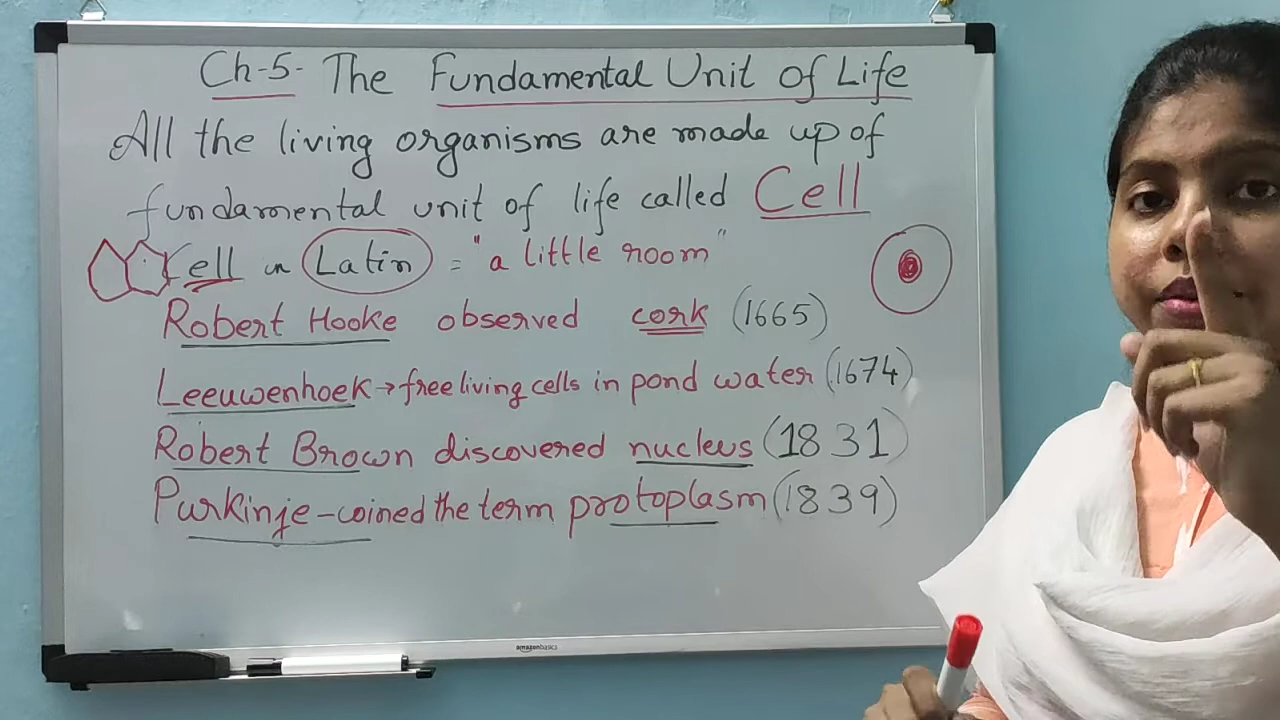 Ch-5- The Fundamental Unit of Life
All the living organisms are made up of
fundamental unit of life called Cell
Cell in Latin = "a little room"
Robert Hooke observed cork (1665)
Leeuwenhoek → free living cells in pond water (1674)
Robert Brown discovered nucleus (1831)
Purkinje - coined the term protoplasm (1839)
amazonbasics